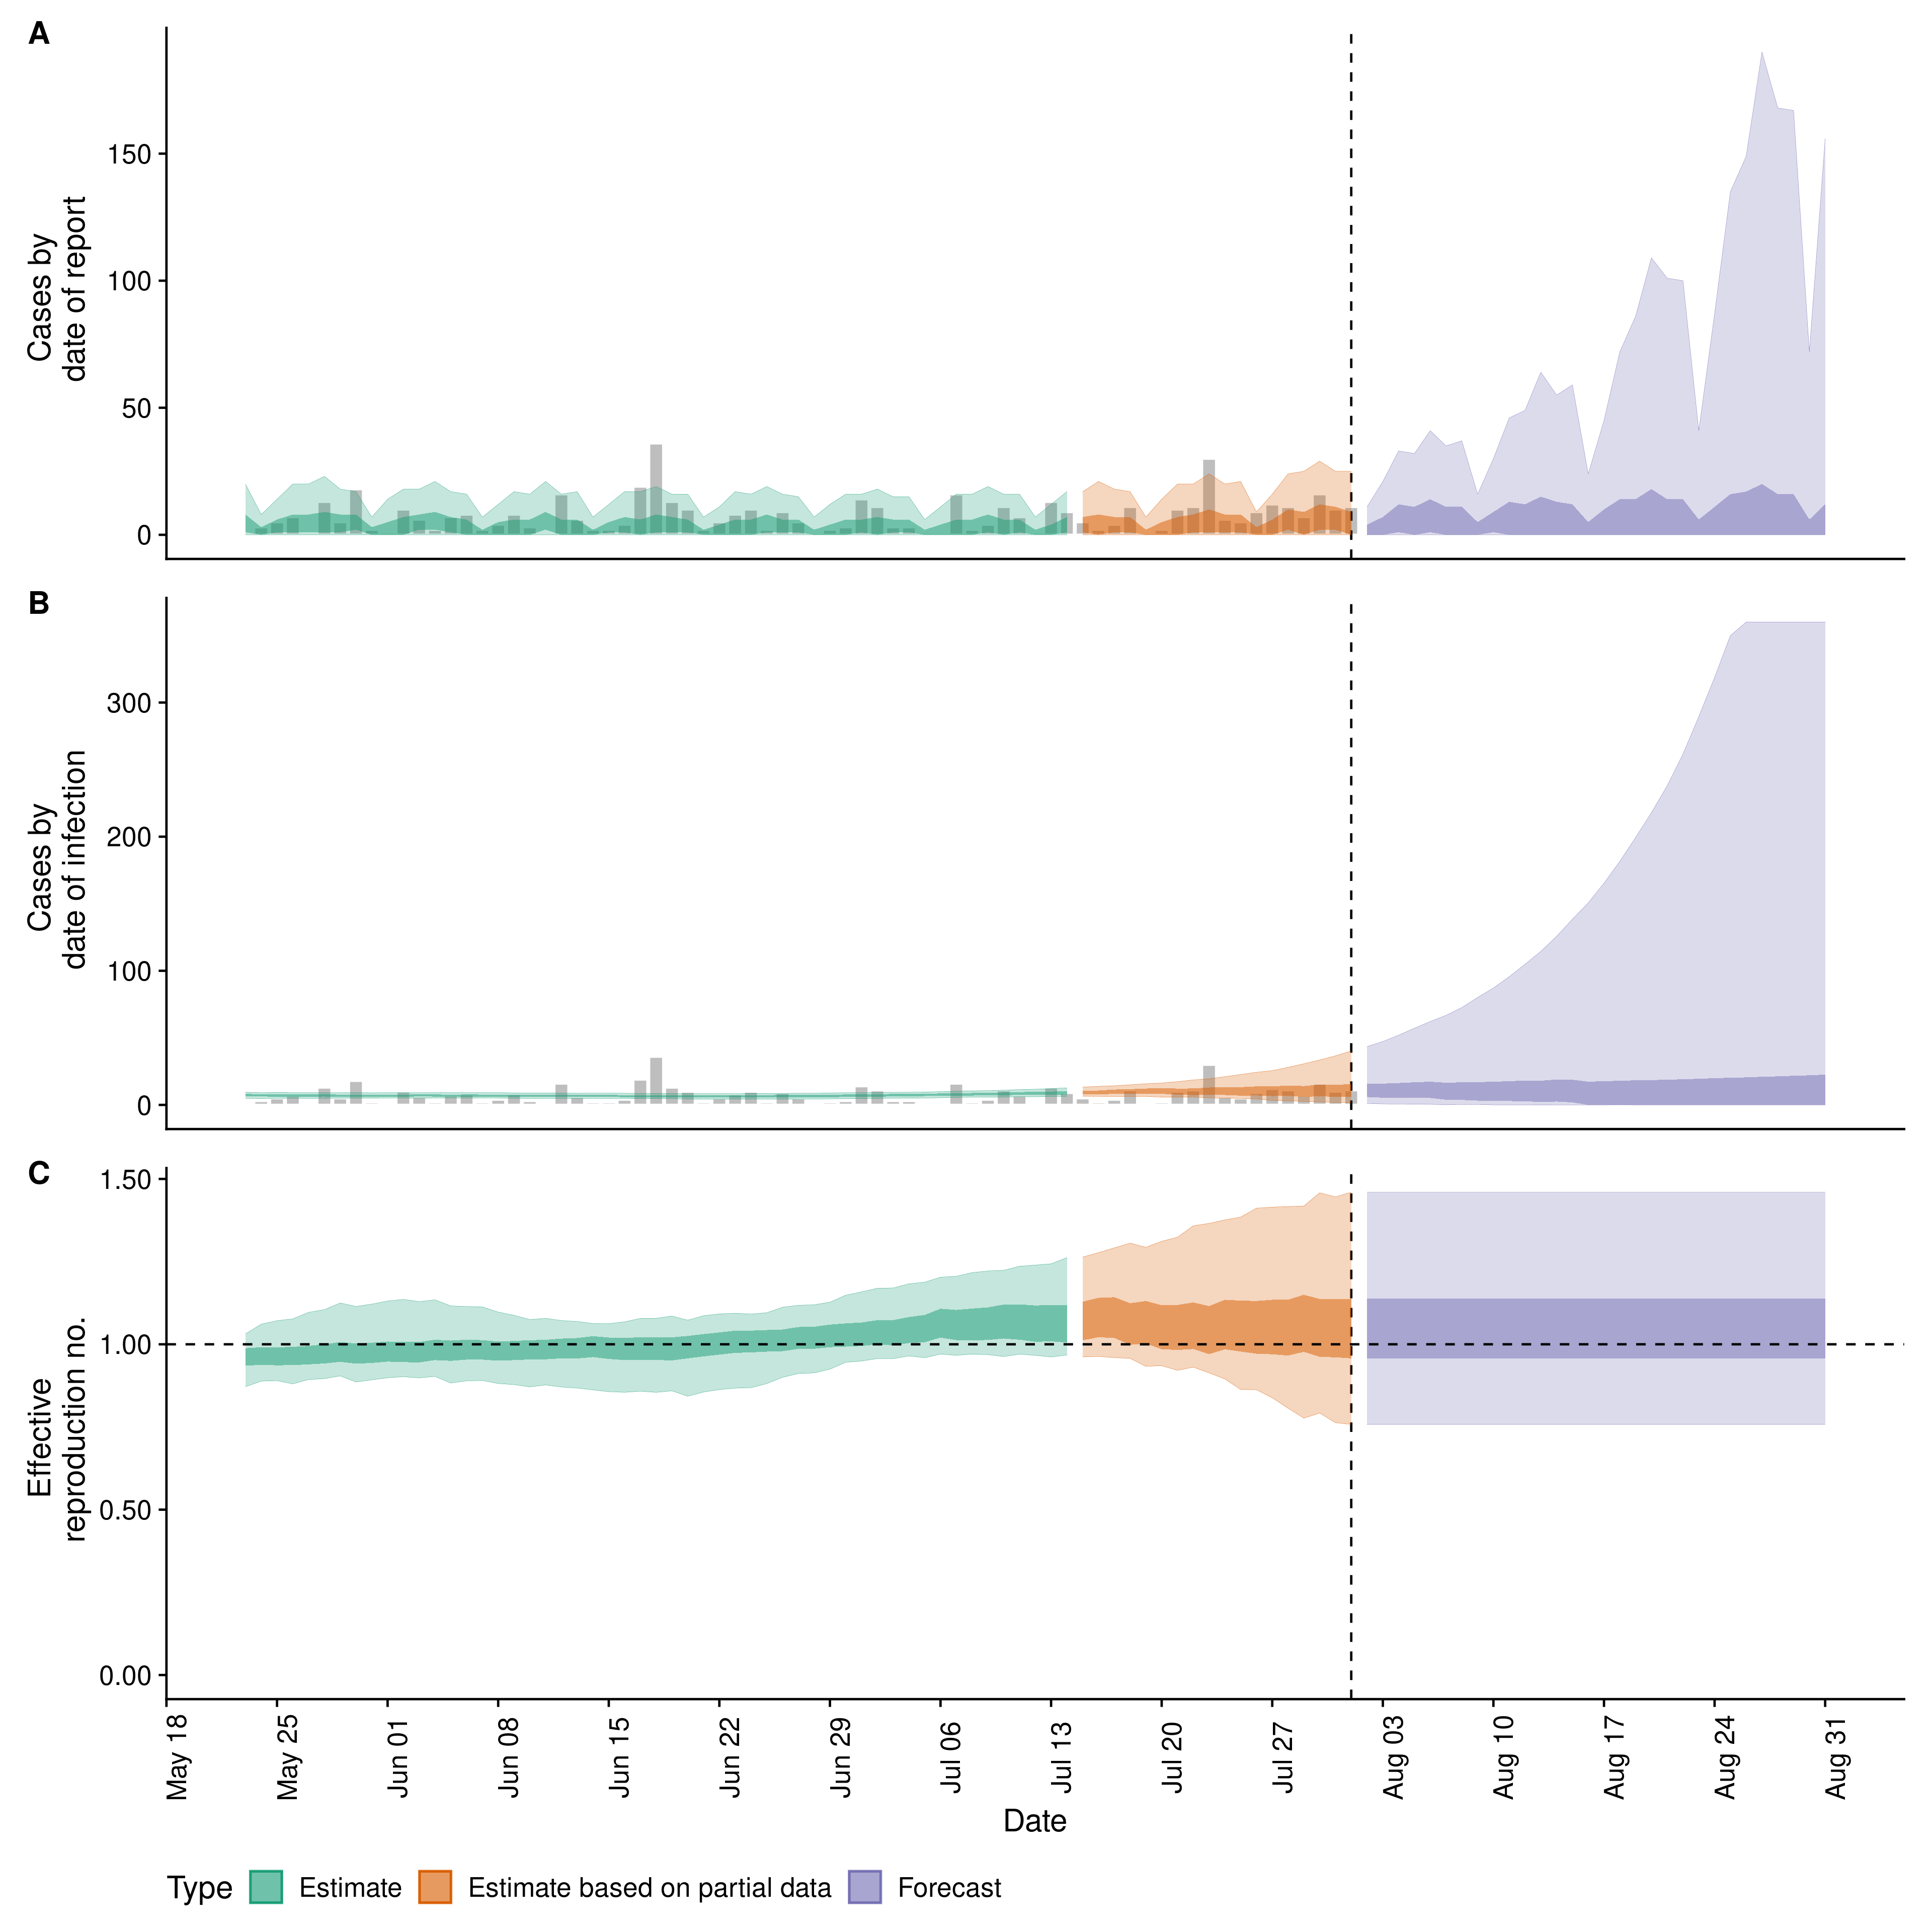 A
Cases by
date of report
150
100
50
0
B
Cases by
date of infection
300
200
100
0
C
Effective
reproduction no.
1.50
1.00
0.50
0.00
May 18
May 25
Jun 01
Jun 08
Jun 15
Jun 22
Jun 29
Jul 06
Jul 13
Jul 20
Jul 27
Aug 03
Aug 10
Aug 17
Aug 24
Aug 31
Date
Type Estimate Estimate based on partial data Forecast